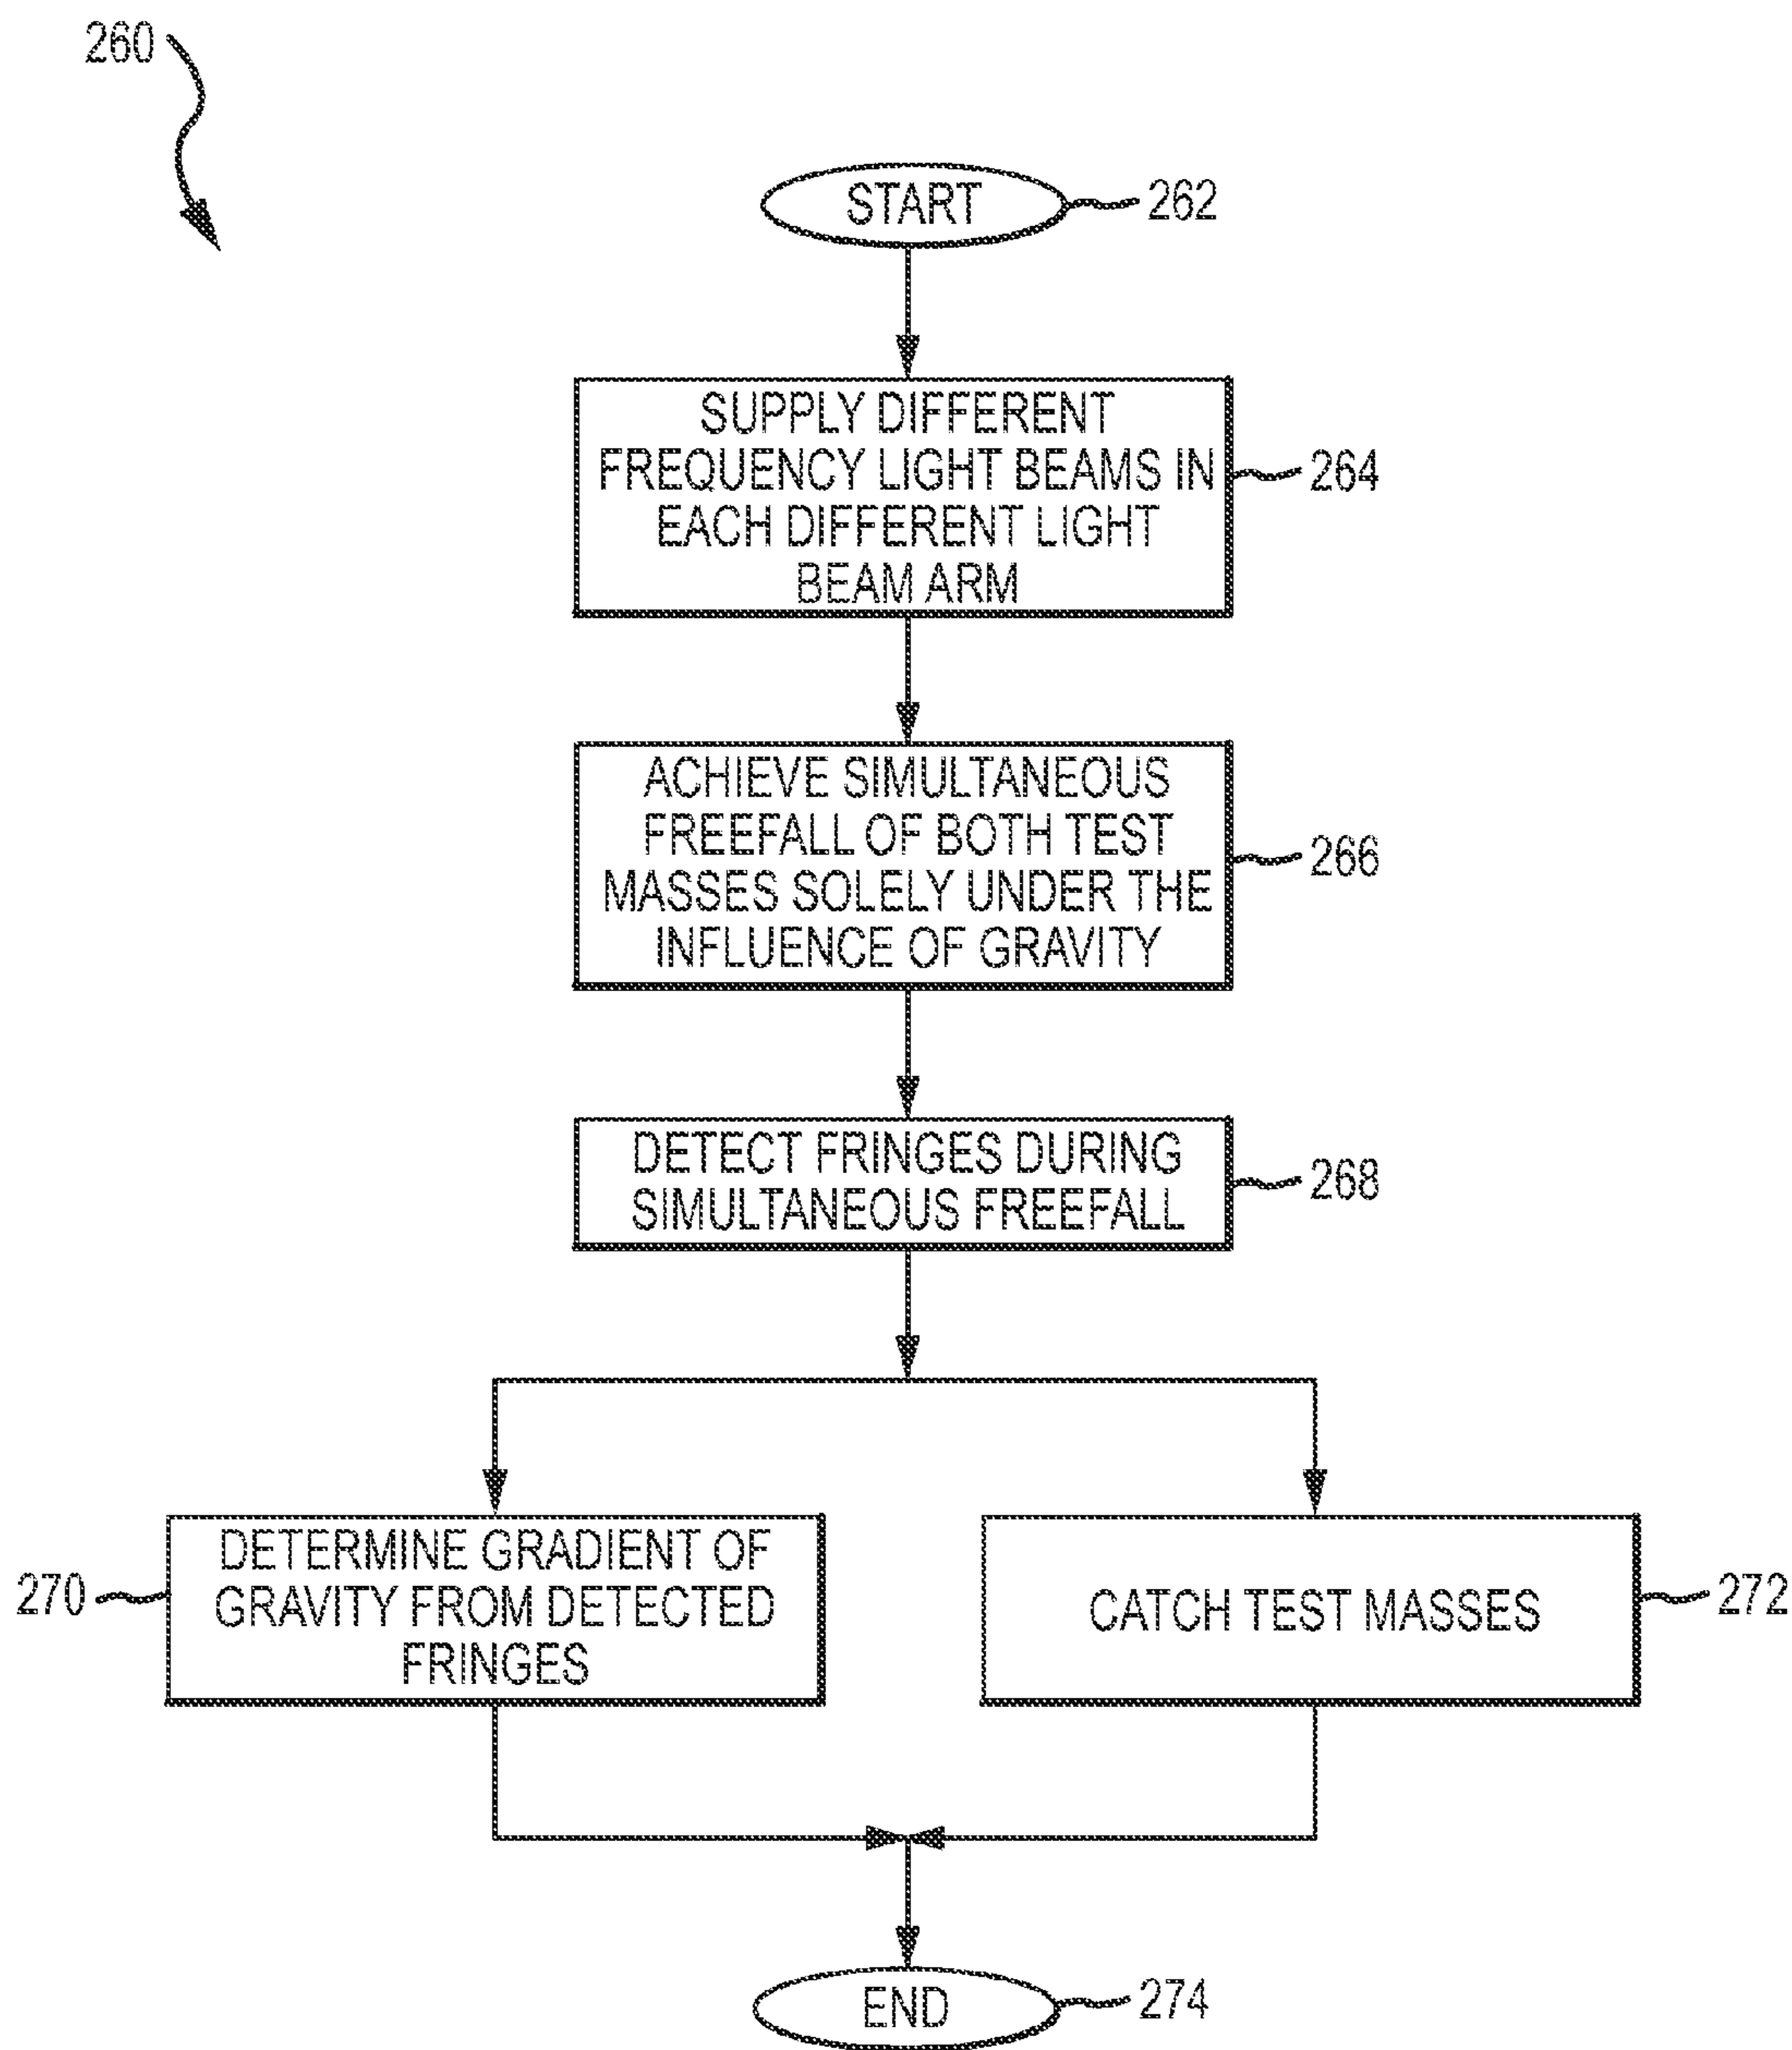 260
START
262
SUPPLY DIFFERENT
FREQUENCY LIGHT BEAMS IN
EACH DIFFERENT LIGHT
BEAM ARM
264
ACHIEVE SIMULTANEOUS
FREEFALL OF BOTH TEST
MASSES SOLELY UNDER THE
INFLUENCE OF GRAVITY
266
DETECT FRINGES DURING
SIMULTANEOUS FREEFALL
268
270
DETERMINE GRADIENT OF
GRAVITY FROM DETECTED
FRINGES
CATCH TEST MASSES
272
END
274